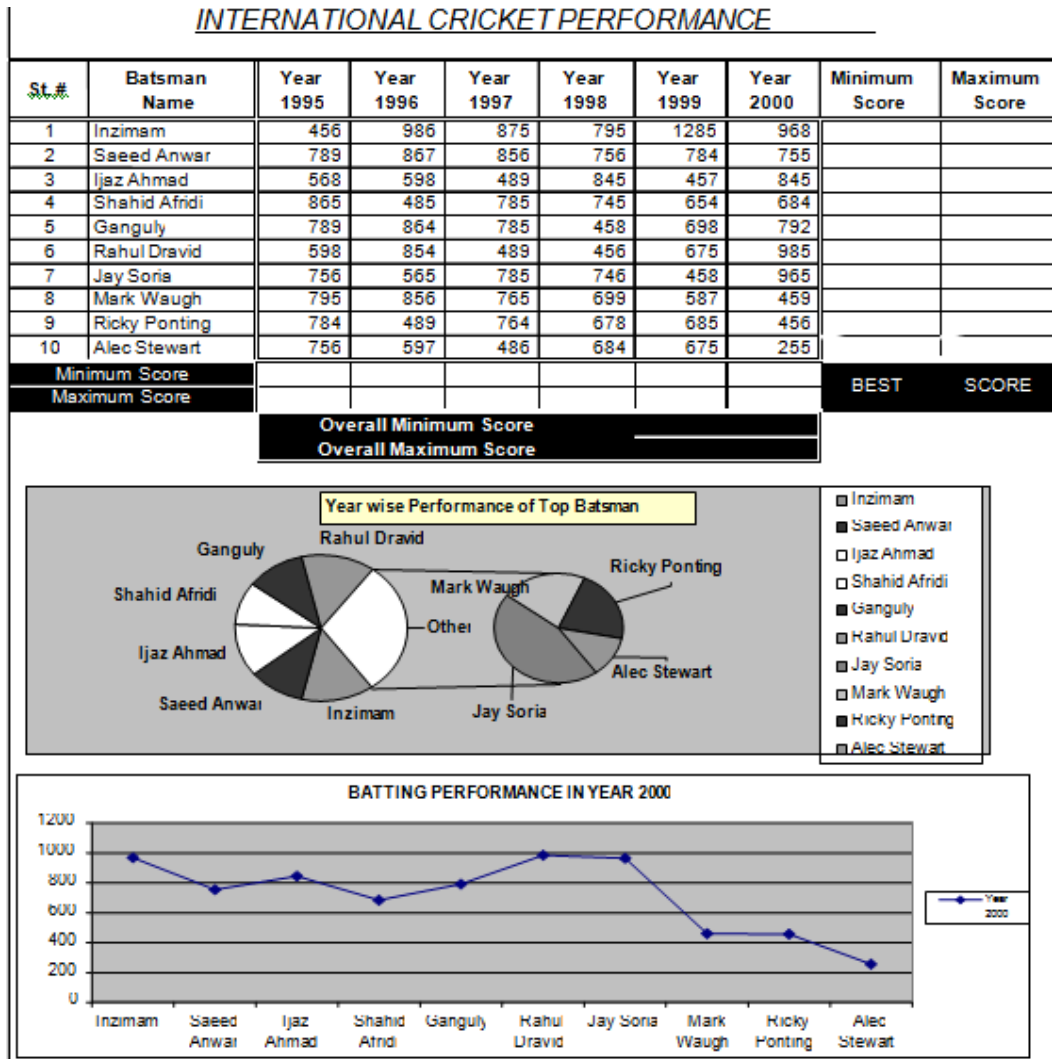 INTERNATIONAL CRICKET PERFORMANCE
St.# Batsman Name Year 1995 Year 1996 Year 1997 Year 1998 Year 1999 Year 2000 Minimum Score Maximum Score
1 Inzimam 456 986 875 795 1285 968
2 Saeed Anwar 789 867 856 756 784 755
3 Ijaz Ahmad 568 598 489 845 457 845
4 Shahid Afridi 865 485 785 745 654 684
5 Ganguly 789 864 785 458 698 792
6 Rahul Dravid 598 854 489 456 675 985
7 Jay Soria 756 565 785 746 458 965
8 Mark Waugh 795 856 765 699 587 459
9 Ricky Ponting 784 489 764 678 685 456
10 Alec Stewart 756 597 486 684 675 255
Minimum Score
Maximum Score
BEST SCORE
Overall Minimum Score
Overall Maximum Score
Year wise Performance of Top Batsman
Rahul Dravid
Ganguly
Shahid Afridi
Ijaz Ahmad
Saeed Anwar
Inzimam
Other
Mark Waugh
Ricky Ponting
Alec Stewart
Jay Soria
Inzimam
Saeed Anwar
Ijaz Ahmad
Shahid Afridi
Ganguly
Rahul Dravid
Jay Soria
Mark Waugh
Ricky Ponting
Alec Stewart
BATTING PERFORMANCE IN YEAR 2000
1200
1000
800
600
400
200
0
Inzimam Saeed Anwar Ijaz Ahmad Shahid Afridi Ganguly Rahul Dravid Jay Soria Mark Waugh Ricky Ponting Alec Stewart
Year
2000